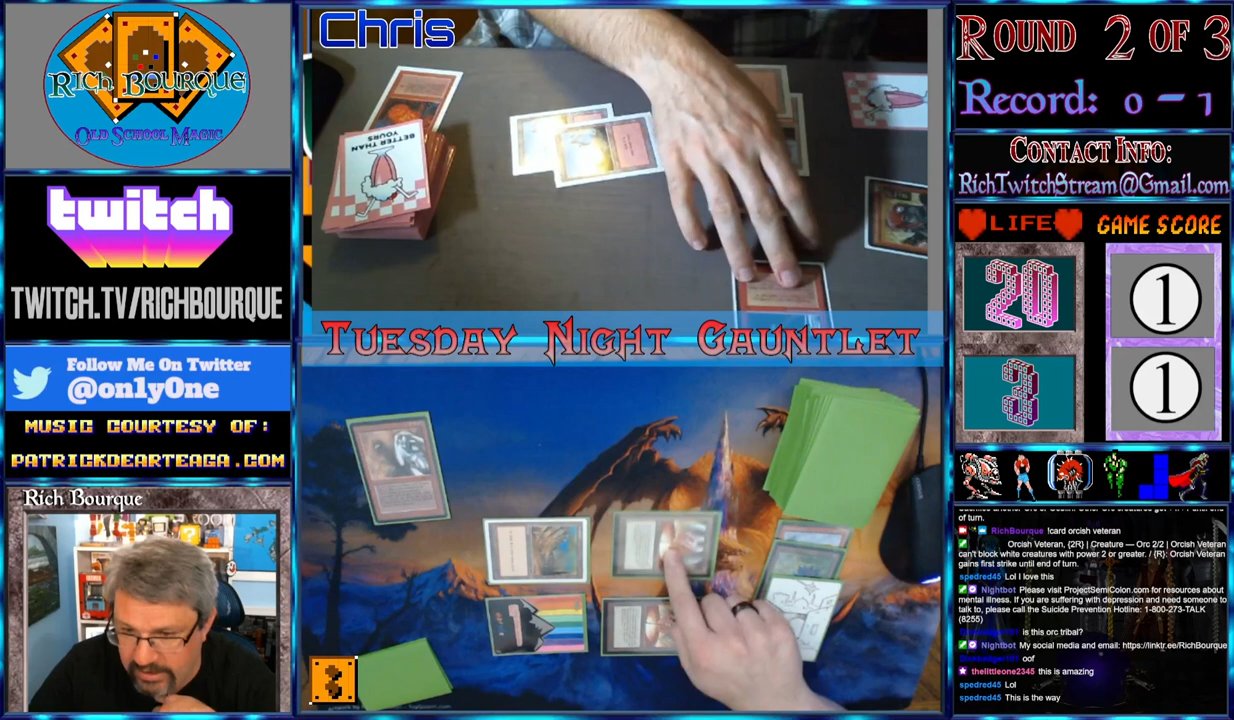 RICH BOURQUE
OLD SCHOOL MAGIC
twitch
TWITCH.TV/RICHBOURQUE
Follow Me On Twitter
@only0ne
MUSIC COURTESY OF:
PATRICKDEARTEAGA.COM
Rich Bourque
Chris
BETTER THAN
YOURS
TUESDAY NIGHT GAUNTLET
ROUND 2 OF 3
Record: 0 - 1
CONTACT INFO:
RichTwitchStream@Gmail.com
LIFE
GAME SCORE
20
1
3
1
of turn.
RichBourque !card orcish veteran
Orcish Veteran, {2R} | Creature — Orc 2/2 | Orcish Veteran
can't block white creatures with power 2 or greater. / {R}: Orcish Veteran
gains first strike until end of turn.
spedred45 Lol I love this
Nightbot Please visit ProjectSemiColon.com for resources about
mental illness. If you are suffering with depression and need someone to
talk to, please call the Suicide Prevention Hotline: 1-800-273-TALK
(8255)
is this orc tribal?
Nightbot My social media and email: https://linktr.ee/RichBourque
oof
thelittleone2345 this is amazing
spedred45 Lol
spedred45 This is the way